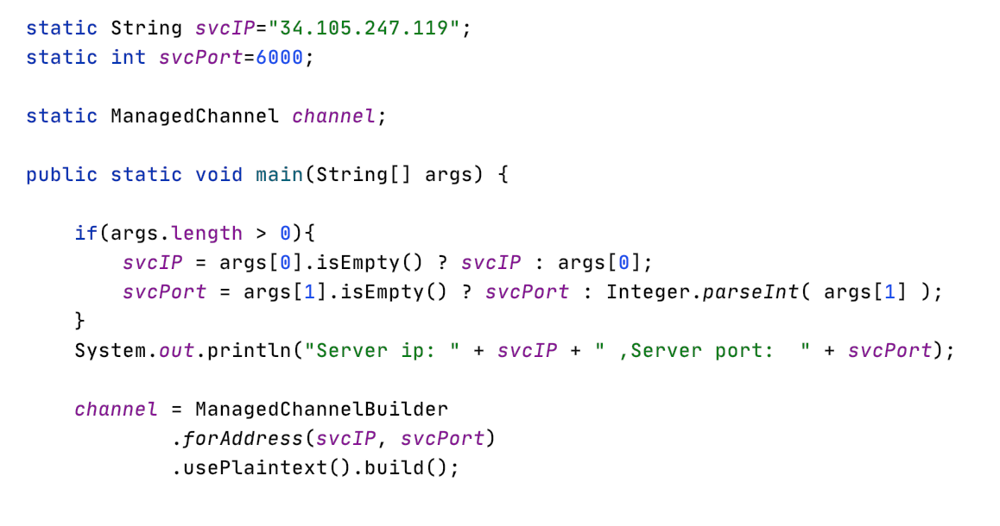 static String svcIP="34.105.247.119";
static int svcPort=6000;

static ManagedChannel channel;

public static void main(String[] args) {

    if(args.length > 0){
        svcIP = args[0].isEmpty() ? svcIP : args[0];
        svcPort = args[1].isEmpty() ? svcPort : Integer.parseInt( args[1] );
    }
    System.out.println("Server ip: " + svcIP + " ,Server port:  " + svcPort);

    channel = ManagedChannelBuilder
            .forAddress(svcIP, svcPort)
            .usePlaintext().build();